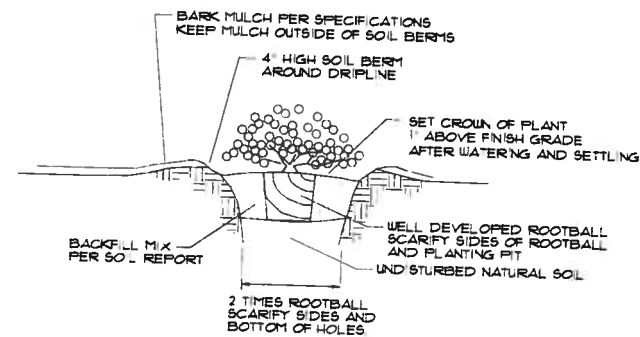 BARK MULCH PER SPECIFICATIONS
KEEP MULCH OUTSIDE OF SOIL BERMS
4" HIGH SOIL BERM
AROUND DRIPLINE
SET CROWN OF PLANT
1" ABOVE FINISH GRADE
AFTER WATERING AND SETTLING
WELL DEVELOPED ROOTBALL
SCARIFY SIDES OF ROOTBALL
AND PLANTING PIT
BACKFILL MIX
PER SOIL REPORT
UNDISTURBED NATURAL SOIL
2 TIMES ROOTBALL
SCARIFY SIDES AND
BOTTOM OF HOLES